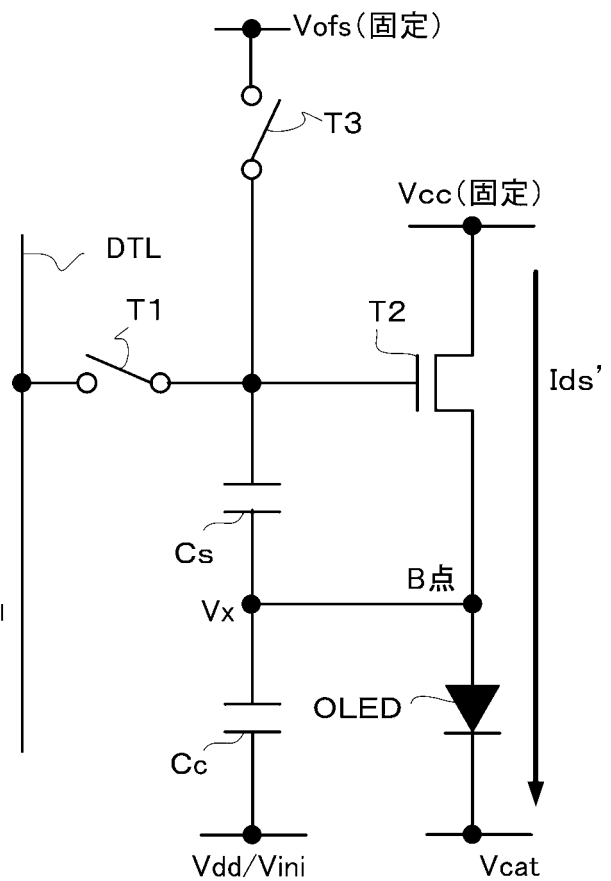 Vofs(固定)
T3
Vcc(固定)
DTL
T1
T2
Ids'
Cs
B点
Vx
OLED
Cc
Vdd/Vini
Vcat